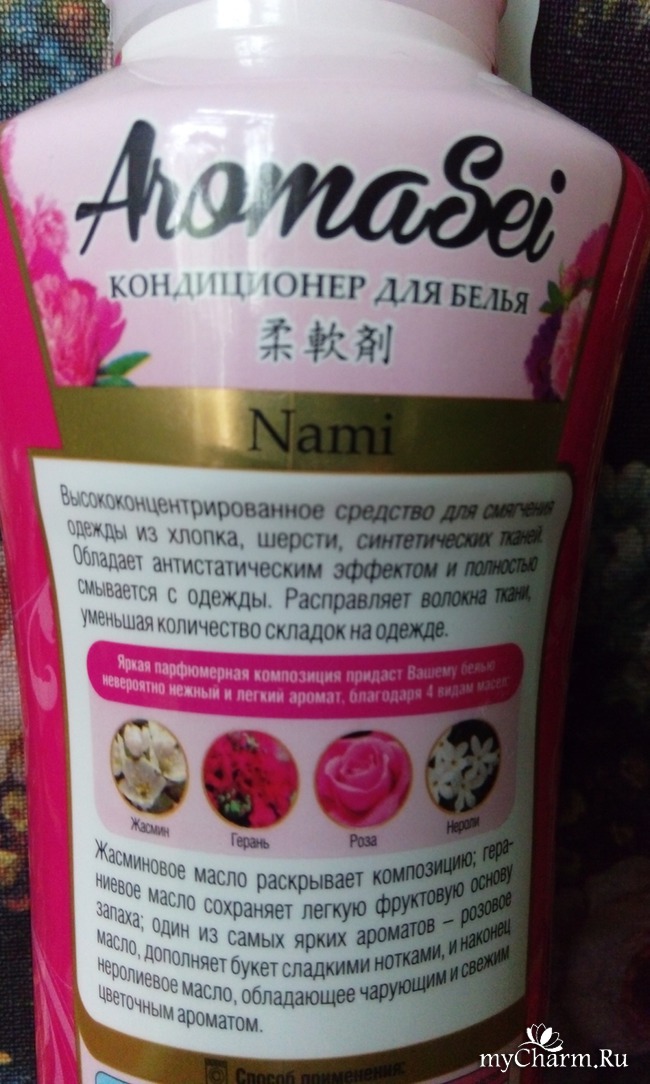 AromaSei
КОНДИЦИОНЕР ДЛЯ БЕЛЬЯ
柔軟剤
Nami
Высококонцентрированное средство для смягчения
одежды из хлопка, шерсти, синтетических тканей.
Обладает антистатическим эффектом и полностью
смывается с одежды. Расправляет волокна ткани,
уменьшая количество складок на одежде.
Яркая парфюмерная композиция придаст Вашему белью
невероятно нежный и легкий аромат, благодаря 4 видам масел:
Жасмин
Герань
Роза
Нероли
Жасминовое масло раскрывает композицию; гера-
ниевое масло сохраняет легкую фруктовую основу
запаха; один из самых ярких ароматов – розовое
масло, дополняет букет сладкими нотками, и наконец
неролиевое масло, обладающее чарующим и свежим
цветочным ароматом.
Способ применения:
myCharm.Ru